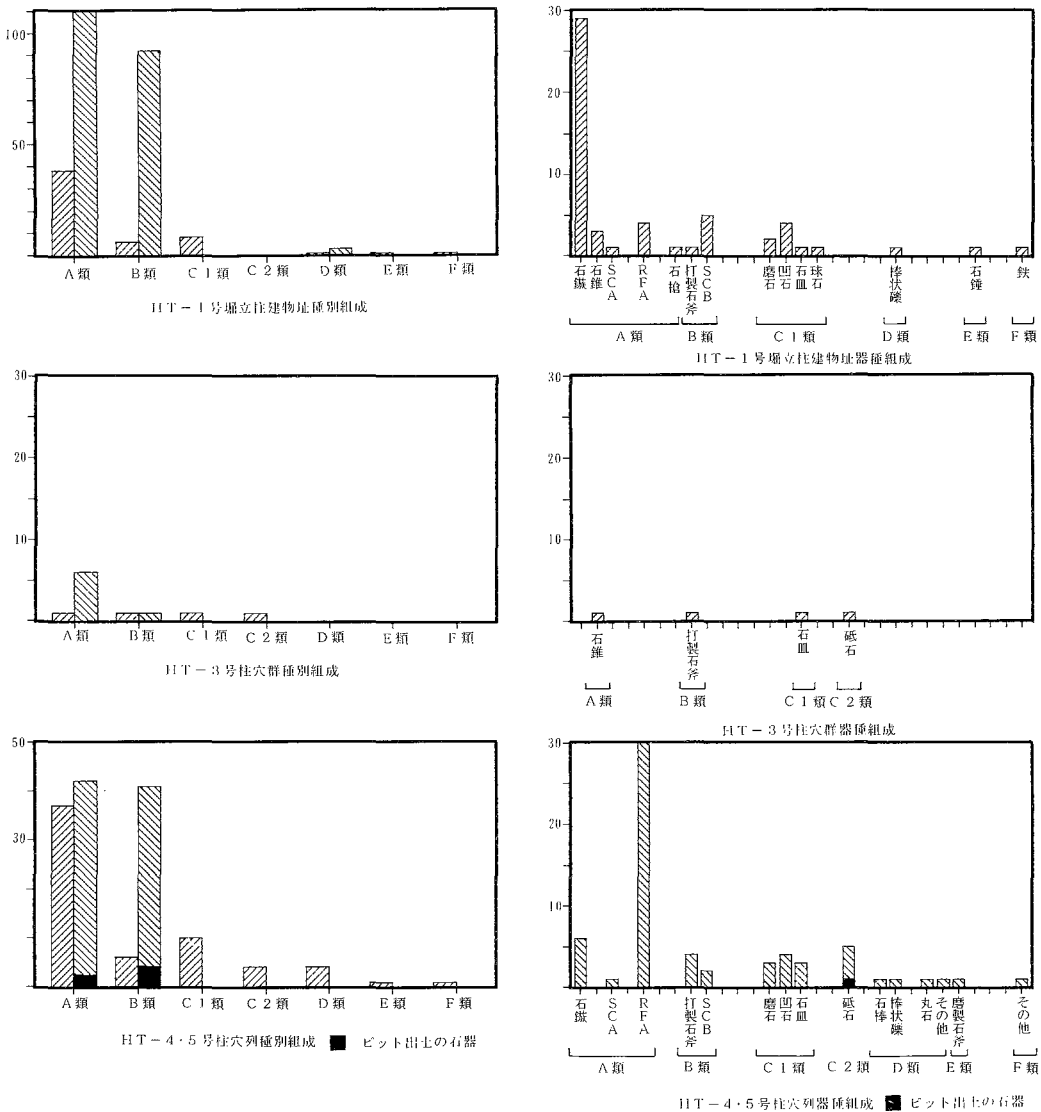 100
50
A類 B類 C1類 C2類 D類 E類 F類
HT－1号堀立柱建物址種別組成
30
20
10
石鏃 石錐 SCA RFA 石槍 打製石斧 SCB 磨石 凹石 石皿 球石 棒状礫 石錘 鉄
A類 B類 C1類 D類 E類 F類
HT－1号堀立柱建物址器種組成
30
20
10
A類 B類 C1類 C2類 D類 E類 F類
HT－3号柱穴群種別組成
30
20
10
石錐 打製石斧 石皿 砥石
A類 B類 C1類 C2類
HT－3号柱穴群器種組成
50
30
A類 B類 C1類 C2類 D類 E類 F類
HT－4・5号柱穴列種別組成 ピット出土の石器
30
20
10
石鏃 SCA RFA 打製石斧 SCB 磨石 凹石 石皿 砥石 石棒 棒状礫 丸石 その他 磨製石斧 その他
A類 B類 C1類 C2類 D類 E類 F類
HT－4・5号柱穴列器種組成 ピット出土の石器